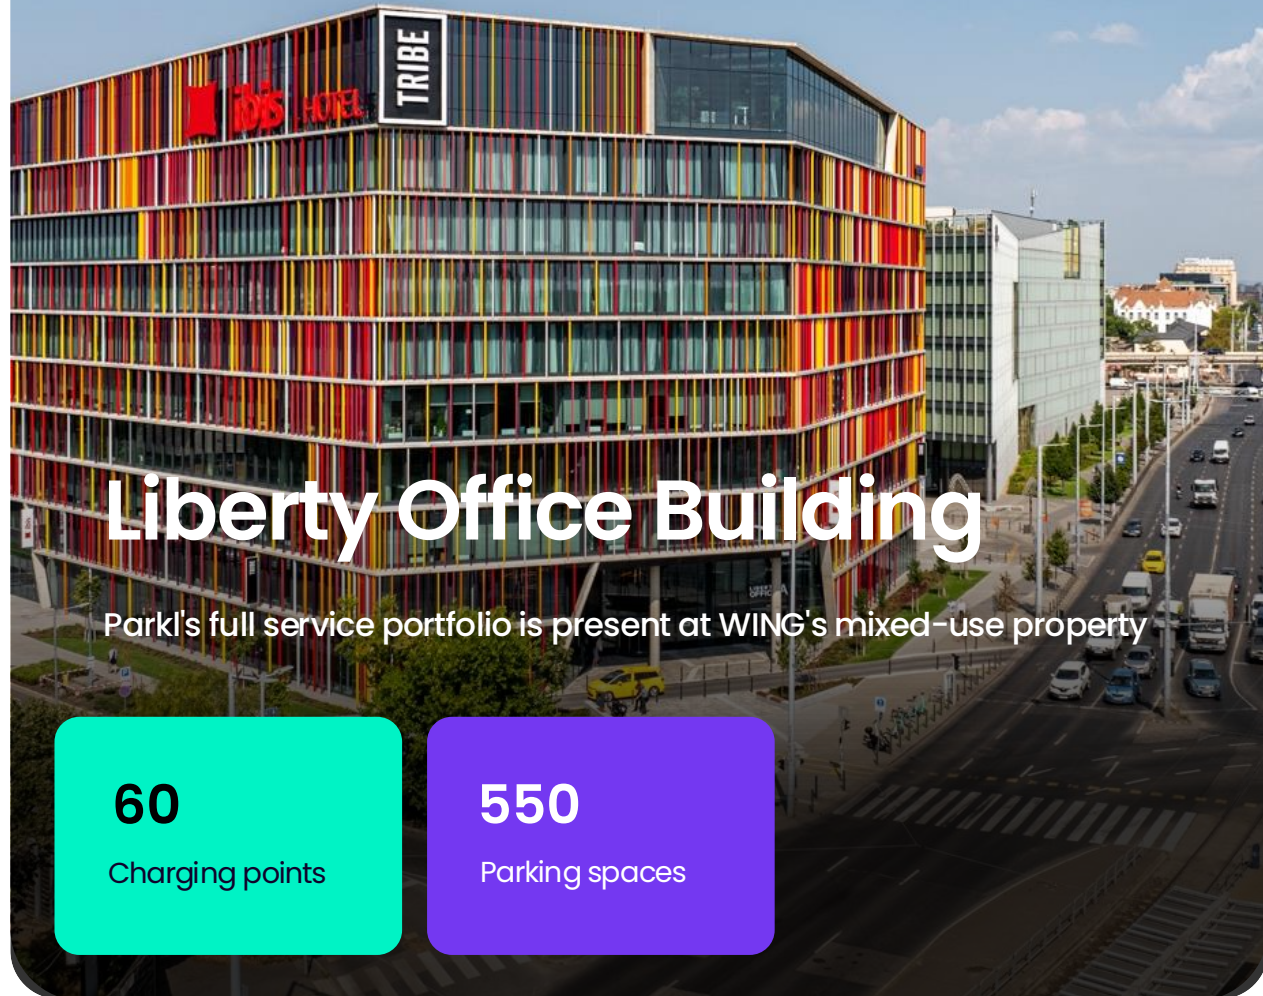 ibis HOTEL
TRIBE
Liberty Office Building
Parkl's full service portfolio is present at WING's mixed-use property
60
Charging points
550
Parking spaces